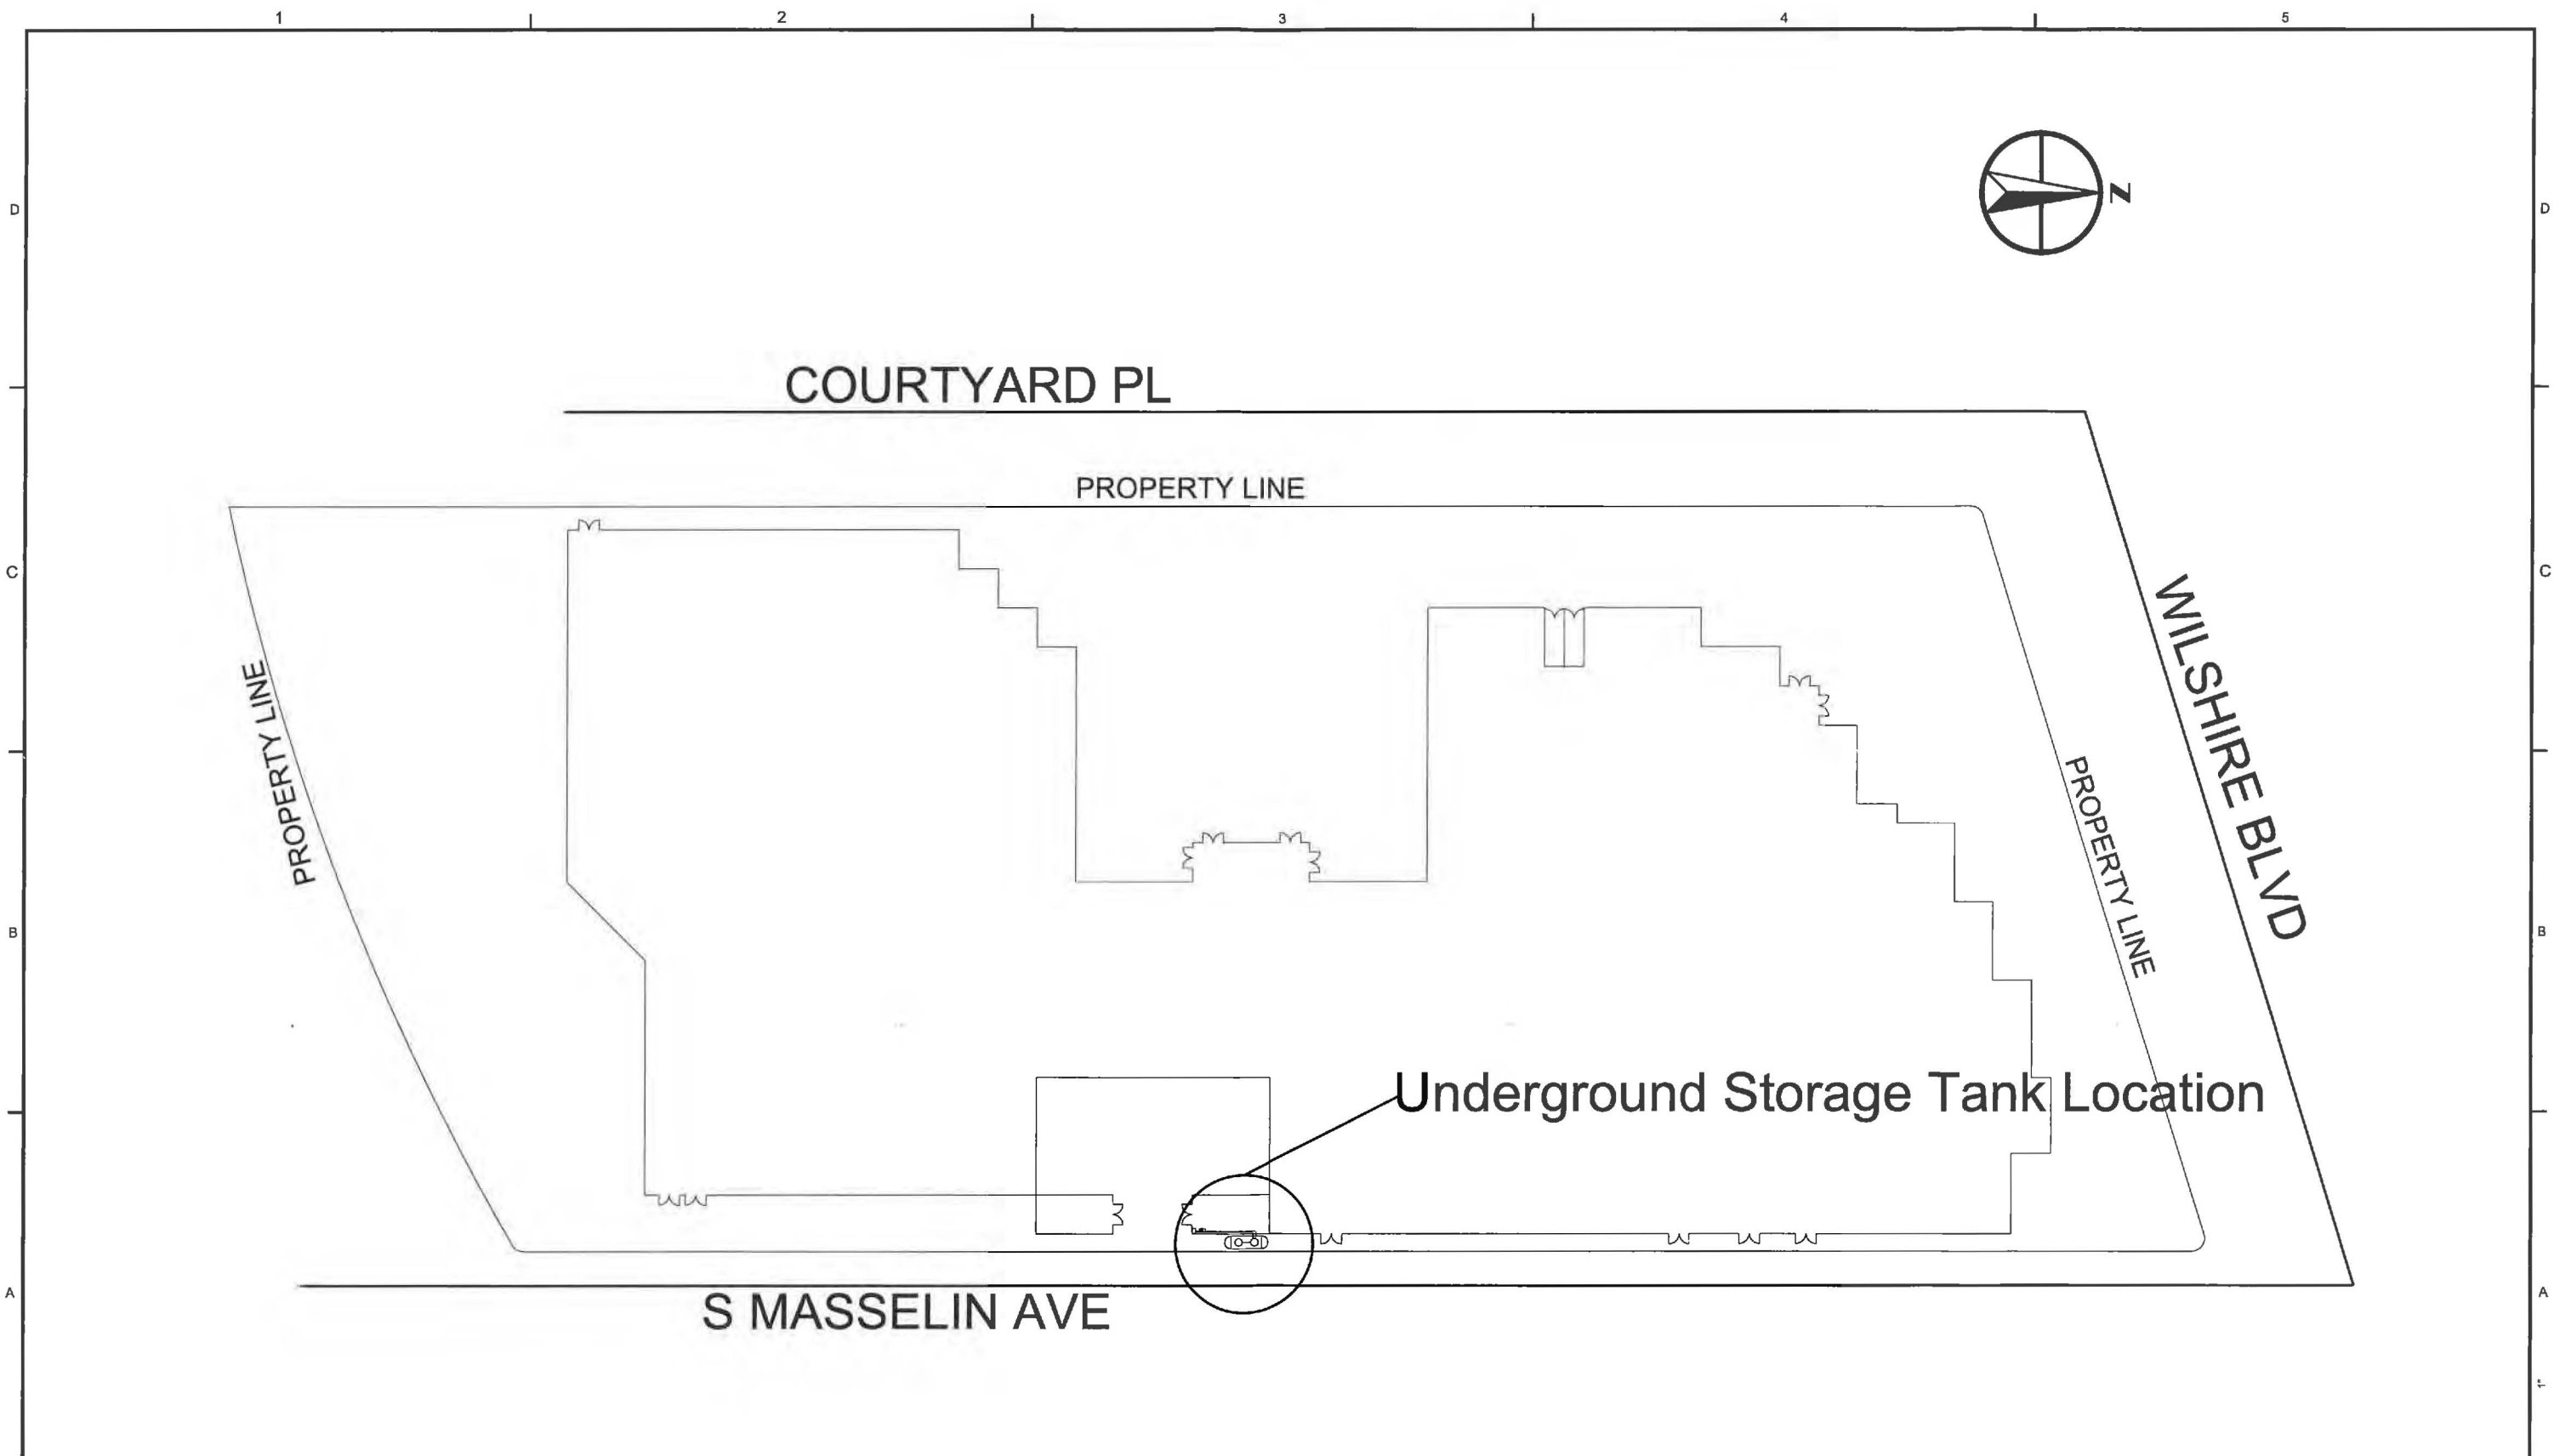 1 2 3 4 5
D D
N
COURTYARD PL
PROPERTY LINE
C C
WILSHIRE BLVD
PROPERTY LINE
PROPERTY LINE
B B
Underground Storage Tank Location
A A
S MASSELIN AVE